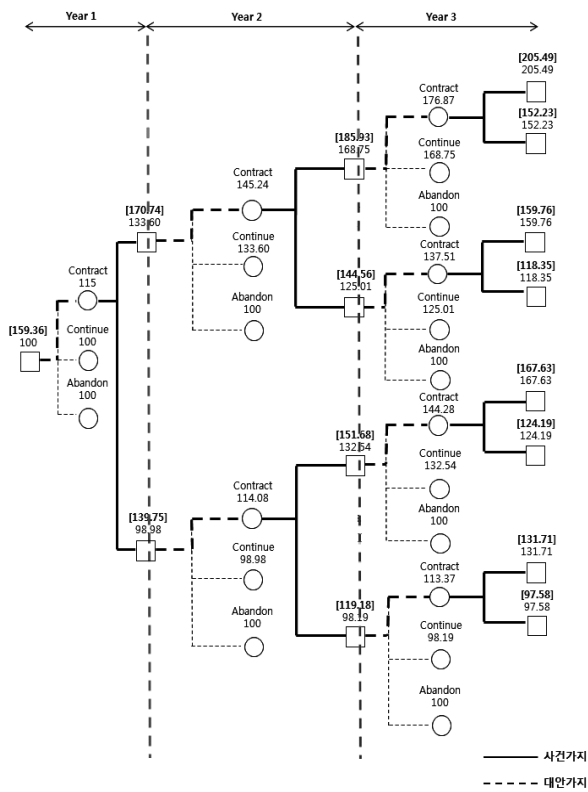 Year 1
Year 2
Year 3
[205.49]
205.49
Contract
176.87
[152.23]
152.23
[185.93]
168.75
Continue
168.75
Contract
145.24
Abandon
100
[170.74]
133.60
[159.76]
159.76
Continue
133.60
Contract
137.51
[118.35]
118.35
[144.56]
125.01
Contract
115
Abandon
100
Continue
125.01
[159.36]
100
Continue
100
Abandon
100
Abandon
100
[167.63]
167.63
Contract
144.28
[124.19]
124.19
[151.68]
132.54
Continue
132.54
Contract
114.08
[139.75]
98.98
Abandon
100
Continue
98.98
[131.71]
131.71
Contract
113.37
[97.58]
97.58
[119.18]
98.19
Abandon
100
Continue
98.19
Abandon
100
사건가지
대안가지